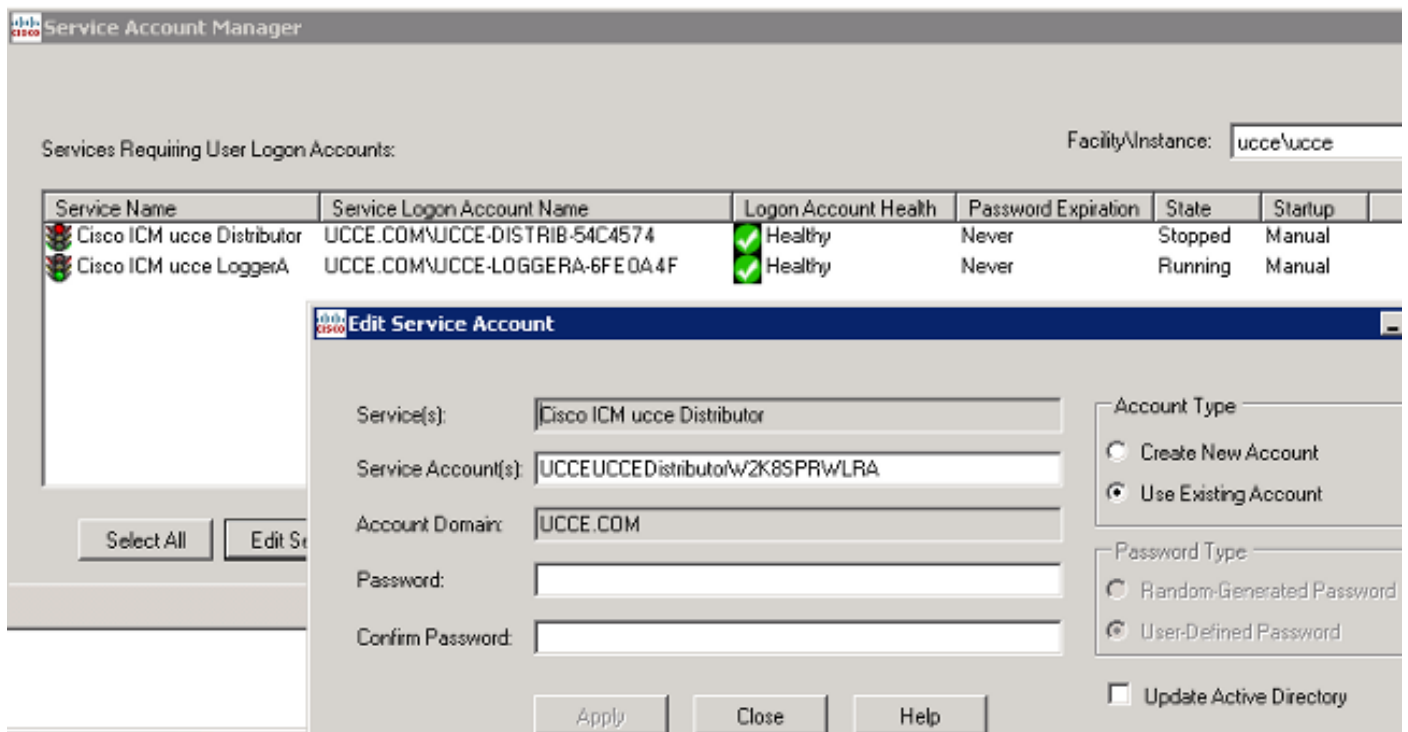 CISCO Service Account Manager
Services Requiring User Logon Accounts:
Facility\Instance: ucce\ucce
Service Name Service Logon Account Name Logon Account Health Password Expiration State Startup
Cisco ICM ucce Distributor UCCE.COM\UCCE-DISTRIB-54C4574 Healthy Never Stopped Manual
Cisco ICM ucce LoggerA UCCE.COM\UCCE-LOGGERA-6FE0A4F Healthy Never Running Manual
Select All Edit Se
CISCO Edit Service Account
Service(s): Cisco ICM ucce Distributor
Service Account(s): UCCEUCCEDistributorW2K8SPRWLRA
Account Domain: UCCE.COM
Password:
Confirm Password:
Account Type
Create New Account
Use Existing Account
Password Type
Random-Generated Password
User-Defined Password
Update Active Directory
Apply Close Help